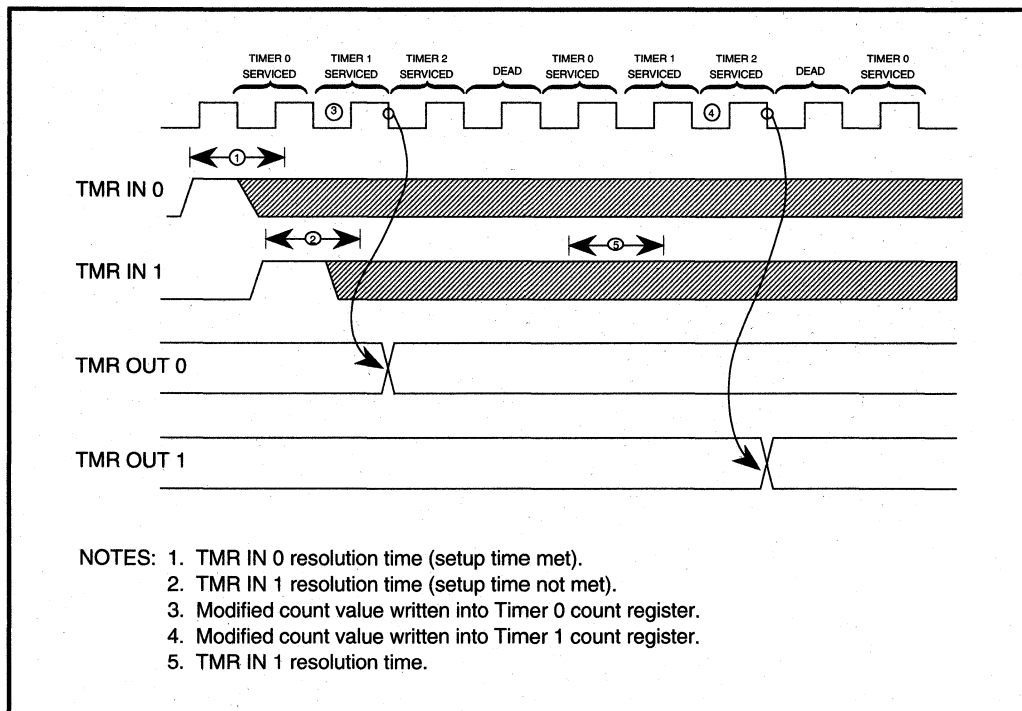 TIMER 0 TIMER 1 TIMER 2 TIMER 0 TIMER 1 TIMER 2 TIMER 0
SERVICED SERVICED SERVICED DEAD SERVICED SERVICED SERVICED DEAD SERVICED
3 4
1
TMR IN 0
2 5
TMR IN 1
TMR OUT 0
TMR OUT 1
NOTES: 1. TMR IN 0 resolution time (setup time met).
2. TMR IN 1 resolution time (setup time not met).
3. Modified count value written into Timer 0 count register.
4. Modified count value written into Timer 1 count register.
5. TMR IN 1 resolution time.